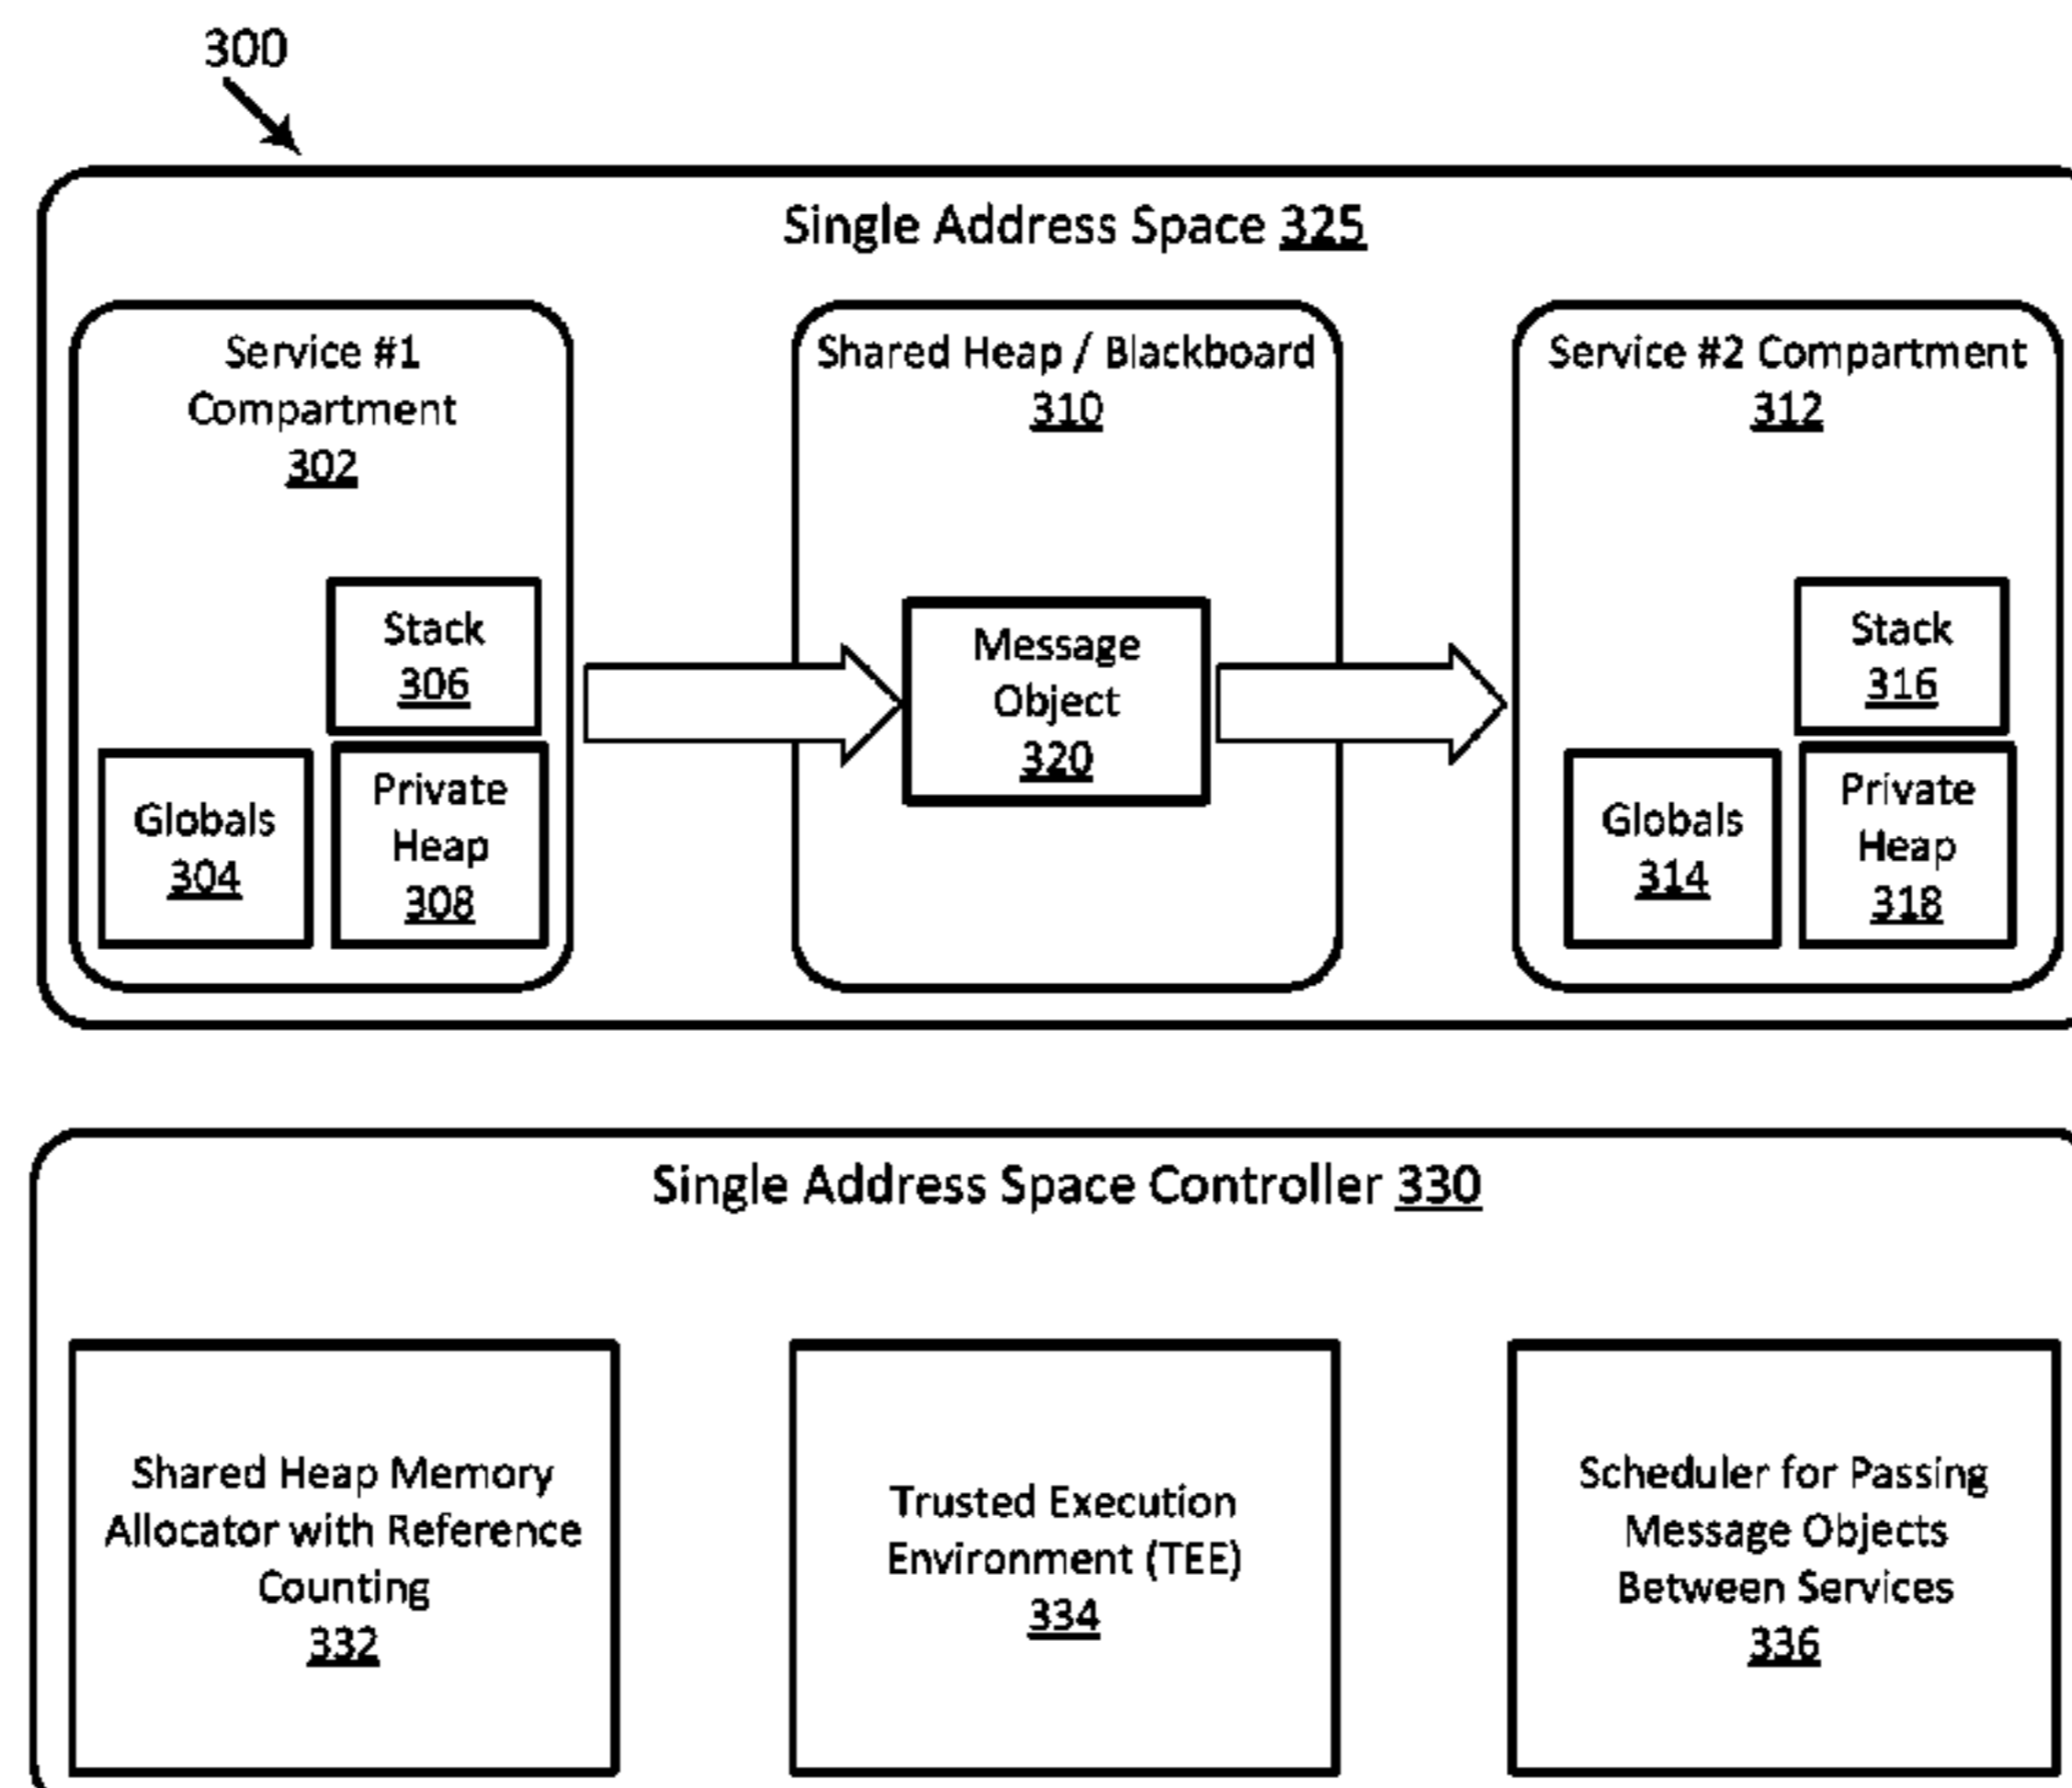 300
Single Address Space 325
Service #1
Compartment
302
Stack
306
Globals
304
Private
Heap
308
Shared Heap / Blackboard
310
Message
Object
320
Service #2 Compartment
312
Stack
316
Globals
314
Private
Heap
318
Single Address Space Controller 330
Shared Heap Memory
Allocator with Reference
Counting
332
Trusted Execution
Environment (TEE)
334
Scheduler for Passing
Message Objects
Between Services
336